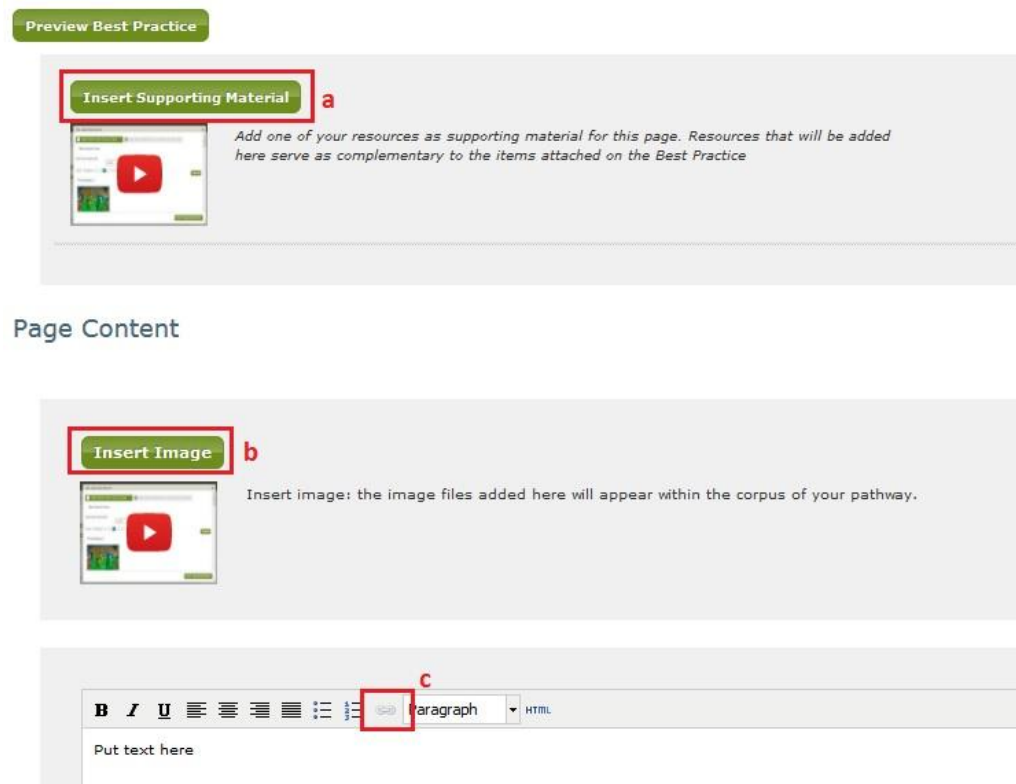 Preview Best Practice
Insert Supporting Material
a
Add one of your resources as supporting material for this page. Resources that will be added
here serve as complementary to the items attached on the Best Practice
Page Content
Insert Image
b
Insert image: the image files added here will appear within the corpus of your pathway.
c
B I U Paragraph HTML
Put text here